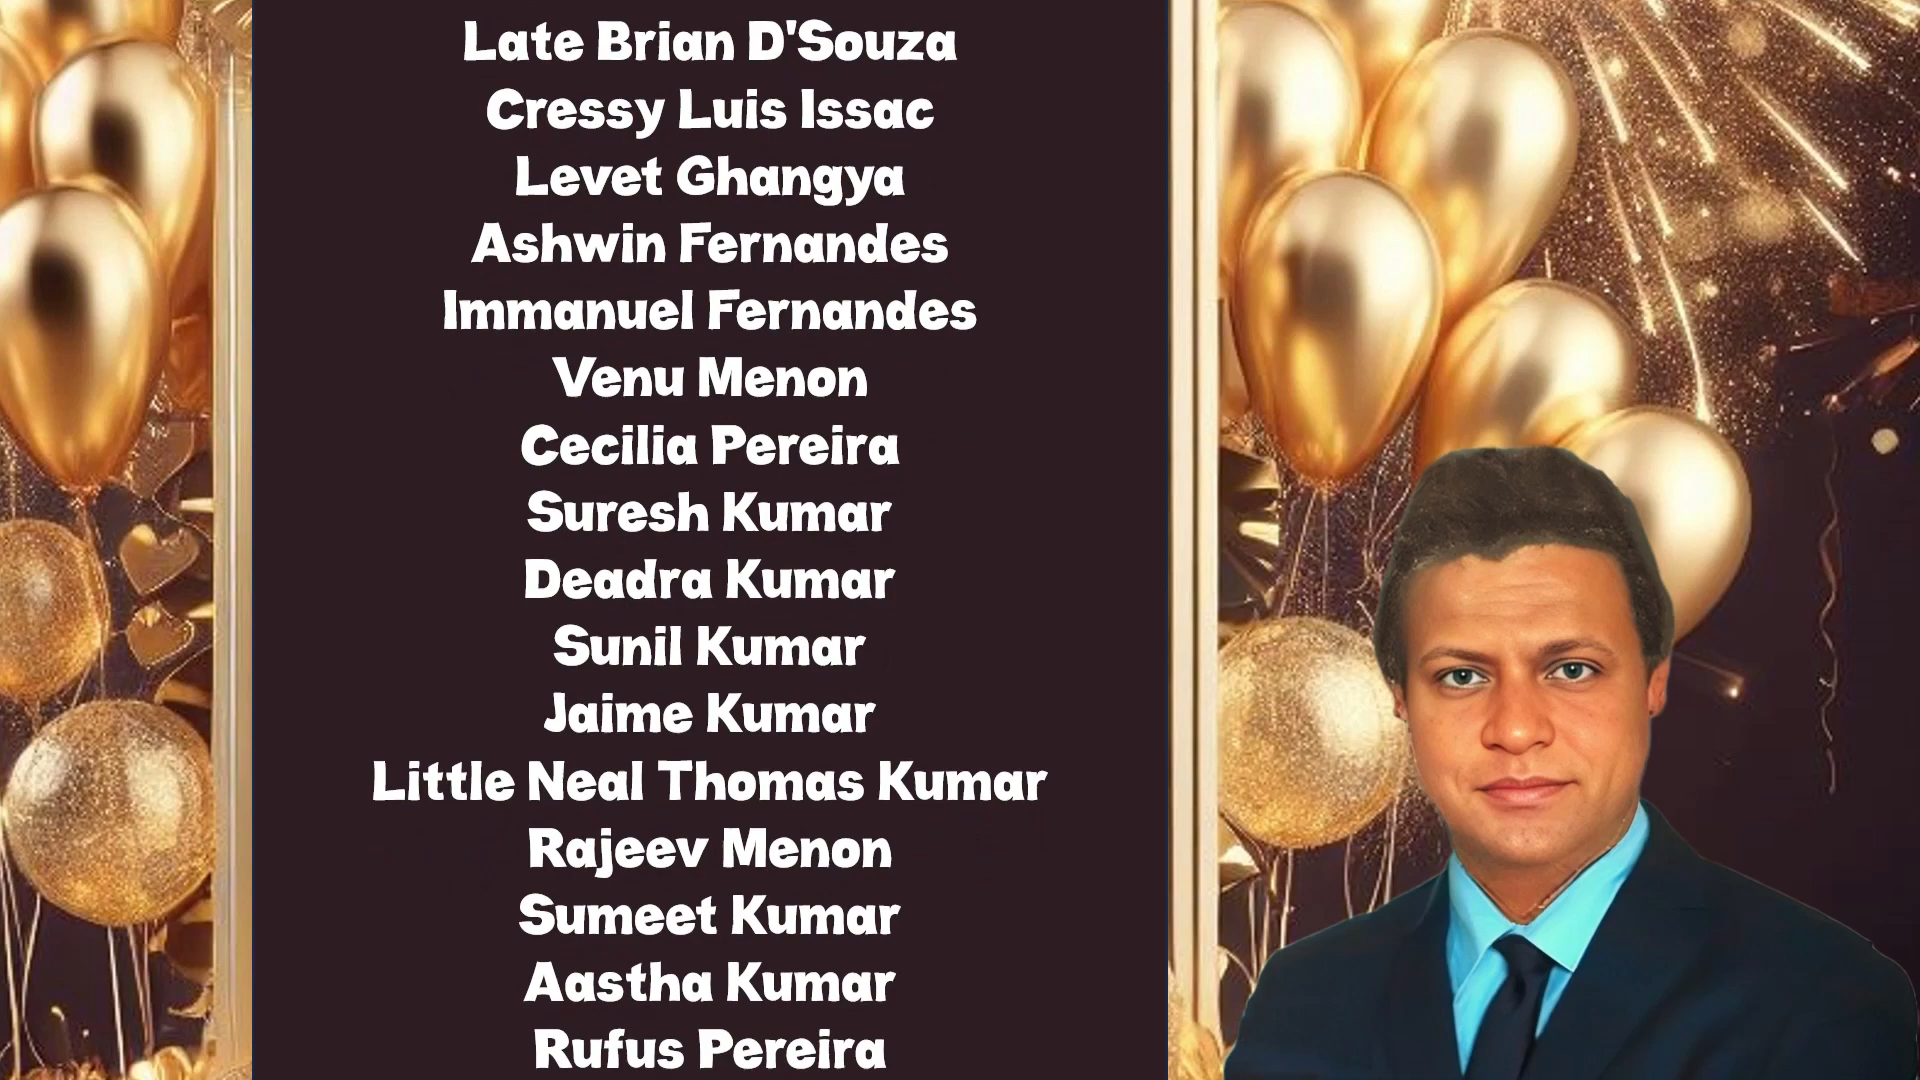 Late Brian D'Souza
Cressy Luis Issac
Levet Ghangya
Ashwin Fernandes
Immanuel Fernandes
Venu Menon
Cecilia Pereira
Suresh Kumar
Deadra Kumar
Sunil Kumar
Jaime Kumar
Little Neal Thomas Kumar
Rajeev Menon
Sumeet Kumar
Aastha Kumar
Rufus Pereira